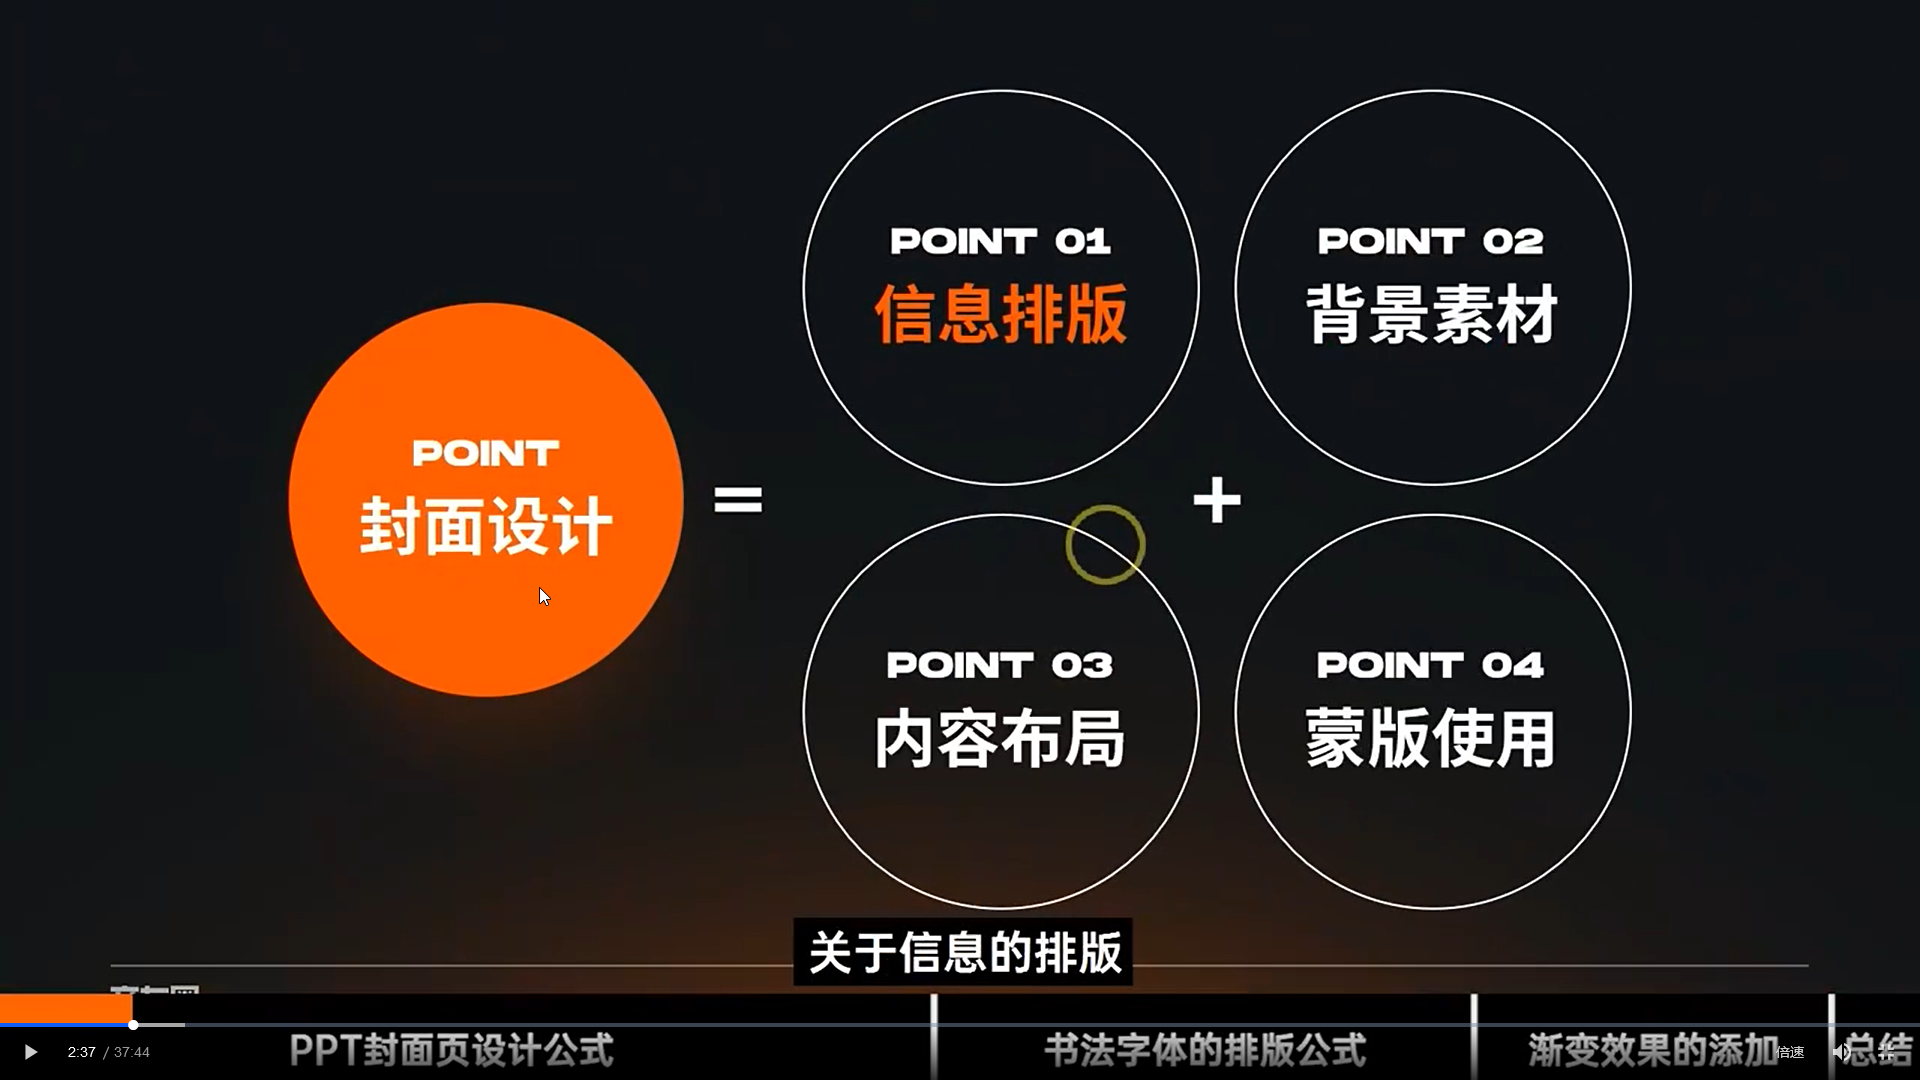 POINT
封面设计
=
POINT 01
信息排版
POINT 02
背景素材
+
POINT 03
内容布局
POINT 04
蒙版使用
关于信息的排版
PPT封面页设计公式
书法字体的排版公式
渐变效果的添加
总结
2:37 / 37:44
倍速